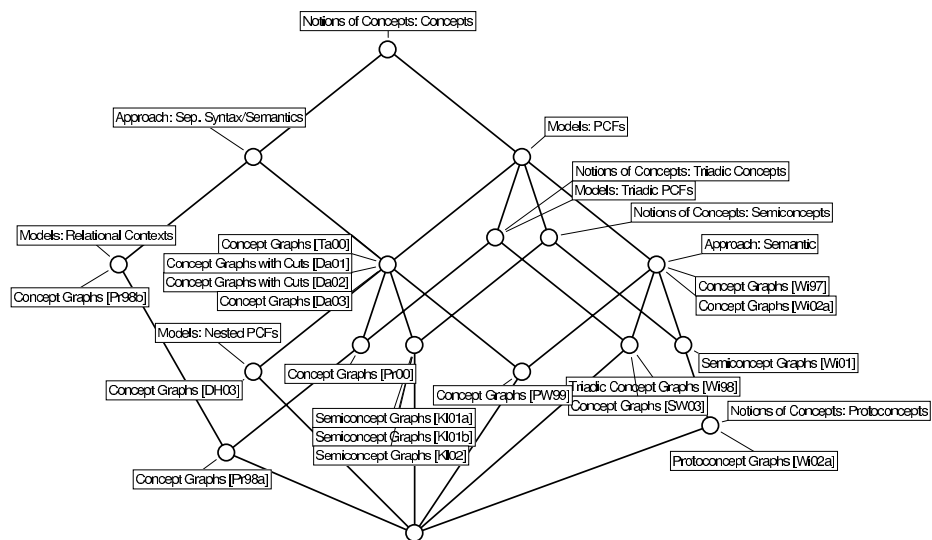 Notions of Concepts: Concepts
Approach: Sep. Syntax/Semantics
Models: PCFs
Notions of Concepts: Triadic Concepts
Models: Triadic PCFs
Notions of Concepts: Semiconcepts
Models: Relational Contexts
Concept Graphs [Ta00]
Approach: Semantic
Concept Graphs with Cuts [Da01]
Concept Graphs with Cuts [Da02]
Concept Graphs [Wi97]
Concept Graphs [Pr98b]
Concept Graphs [Da03]
Concept Graphs [Wi02a]
Models: Nested PCFs
Semiconcept Graphs [Wi01]
Concept Graphs [Pr00]
Concept Graphs [DH03]
Triadic Concept Graphs [Wi98]
Concept Graphs [PW99]
Concept Graphs [SW03]
Notions of Concepts: Protoconcepts
Semiconcept Graphs [Kl01a]
Semiconcept Graphs [Kl01b]
Semiconcept Graphs [Kl02]
Protoconcept Graphs [Wi02a]
Concept Graphs [Pr98a]